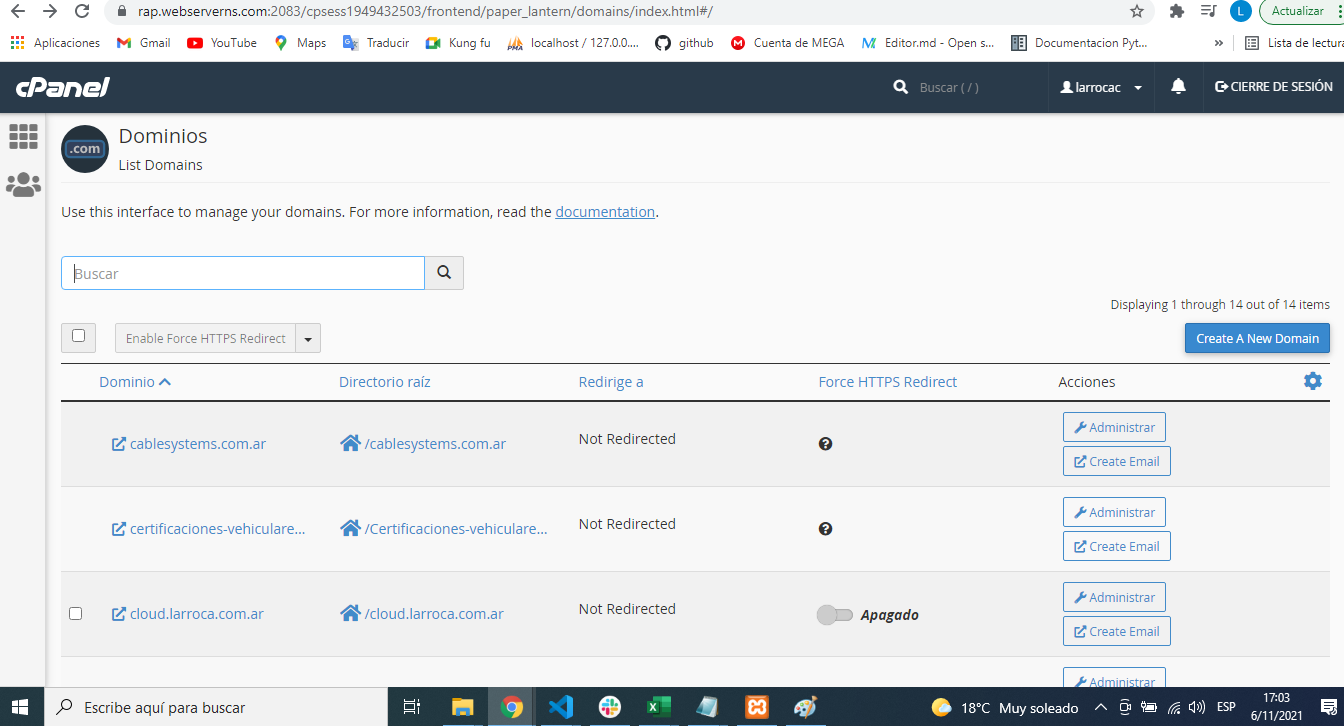 rap.webserverns.com:2083/cpsess1949432503/frontend/paper_lantern/domains/index.html#/
L
Actualizar
Aplicaciones
Gmail
YouTube
Maps
Traducir
Kung fu
localhost / 127.0.0....
github
Cuenta de MEGA
Editor.md - Open s...
Documentacion Pyt...
»
Lista de lectura
cPanel
Buscar ( / )
larrocac
CIERRE DE SESIÓN
.com
Dominios
List Domains
Use this interface to manage your domains. For more information, read the documentation.
Buscar
Displaying 1 through 14 out of 14 items
Enable Force HTTPS Redirect
Create A New Domain
Dominio
Directorio raíz
Redirige a
Force HTTPS Redirect
Acciones
cablesystems.com.ar
/cablesystems.com.ar
Not Redirected
Administrar
Create Email
certificaciones-vehiculare...
/Certificaciones-vehiculare...
Not Redirected
Administrar
Create Email
cloud.larroca.com.ar
/cloud.larroca.com.ar
Not Redirected
Apagado
Administrar
Create Email
Administrar
Escribe aquí para buscar
18°C Muy soleado
ESP
17:03
6/11/2021